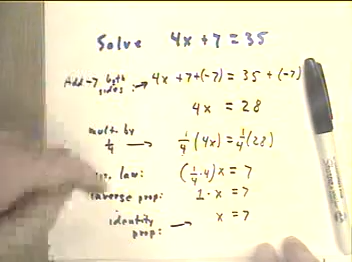 Solve 4x + 7 = 35
Add -7 both sides: → 4x + 7 + (-7) = 35 + (-7)
4x = 28
mult. by 1/4 → 1/4 (4x) = 1/4 (28)
law: (1/4 · 4) x = 7
inverse prop: 1 · x = 7
identity prop: → x = 7